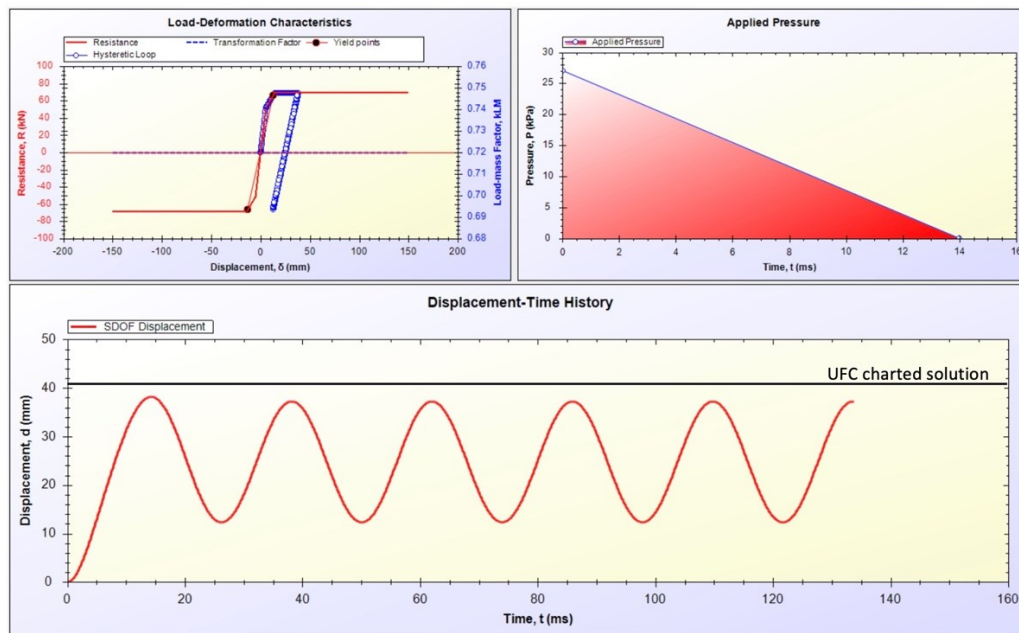 Load-Deformation Characteristics
Resistance
Transformation Factor
Yield points
Hysteretic Loop
100
80
60
40
20
0
-20
-40
-60
-80
-100
Resistance, R (kN)
0.76
0.75
0.74
0.73
0.72
0.71
0.70
0.69
0.68
Load-mass Factor, kLM
-200 -150 -100 -50 0 50 100 150 200
Displacement, δ (mm)
Applied Pressure
Applied Pressure
30
25
20
15
10
5
0
Pressure, P (kPa)
0 2 4 6 8 10 12 14 16
Time, t (ms)
Displacement-Time History
SDOF Displacement
UFC charted solution
50
40
30
20
10
0
Displacement, d (mm)
0 20 40 60 80 100 120 140 160
Time, t (ms)